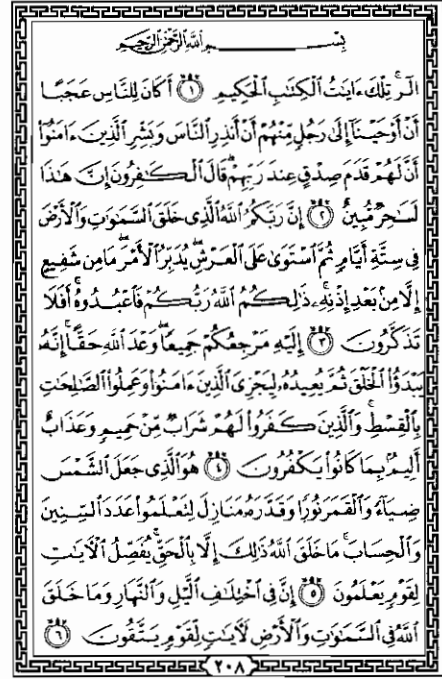 بِسْمِ اللَّهِ الرَّحْمَٰنِ الرَّحِيمِ
الٓر ۚ تِلْكَ ءَايَٰتُ ٱلْكِتَٰبِ ٱلْحَكِيمِ ١ أَكَانَ لِلنَّاسِ عَجَبًا
أَنْ أَوْحَيْنَآ إِلَىٰ رَجُلٍ مِّنْهُمْ أَنْ أَنذِرِ ٱلنَّاسَ وَبَشِّرِ ٱلَّذِينَ ءَامَنُوٓا۟
أَنَّ لَهُمْ قَدَمَ صِدْقٍ عِندَ رَبِّهِمْ ۗ قَالَ ٱلْكَٰفِرُونَ إِنَّ هَٰذَا
لَسَٰحِرٌ مُّبِينٌ ٢ إِنَّ رَبَّكُمُ ٱللَّهُ ٱلَّذِى خَلَقَ ٱلسَّمَٰوَٰتِ وَٱلْأَرْضَ
فِى سِتَّةِ أَيَّامٍ ثُمَّ ٱسْتَوَىٰ عَلَى ٱلْعَرْشِ ۖ يُدَبِّرُ ٱلْأَمْرَ ۖ مَا مِن شَفِيعٍ
إِلَّا مِنۢ بَعْدِ إِذْنِهِۦ ۚ ذَٰلِكُمُ ٱللَّهُ رَبُّكُمْ فَٱعْبُدُوهُ ۚ أَفَلَا
تَذَكَّرُونَ ٣ إِلَيْهِ مَرْجِعُكُمْ جَمِيعًا ۖ وَعْدَ ٱللَّهِ حَقًّا ۚ إِنَّهُۥ
يَبْدَؤُا۟ ٱلْخَلْقَ ثُمَّ يُعِيدُهُۥ لِيَجْزِىَ ٱلَّذِينَ ءَامَنُوا۟ وَعَمِلُوا۟ ٱلصَّٰلِحَٰتِ
بِٱلْقِسْطِ ۚ وَٱلَّذِينَ كَفَرُوا۟ لَهُمْ شَرَابٌ مِّنْ حَمِيمٍ وَعَذَابٌ
أَلِيمٌۢ بِمَا كَانُوا۟ يَكْفُرُونَ ٤ هُوَ ٱلَّذِى جَعَلَ ٱلشَّمْسَ
ضِيَآءً وَٱلْقَمَرَ نُورًا وَقَدَّرَهُۥ مَنَازِلَ لِتَعْلَمُوا۟ عَدَدَ ٱلسِّنِينَ
وَٱلْحِسَابَ ۚ مَا خَلَقَ ٱللَّهُ ذَٰلِكَ إِلَّا بِٱلْحَقِّ ۚ يُفَصِّلُ ٱلْءَايَٰتِ
لِقَوْمٍ يَعْلَمُونَ ٥ إِنَّ فِى ٱخْتِلَٰفِ ٱلَّيْلِ وَٱلنَّهَارِ وَمَا خَلَقَ
ٱللَّهُ فِى ٱلسَّمَٰوَٰتِ وَٱلْأَرْضِ لَءَايَٰتٍ لِّقَوْمٍ يَتَّقُونَ ٦
٢٠٨